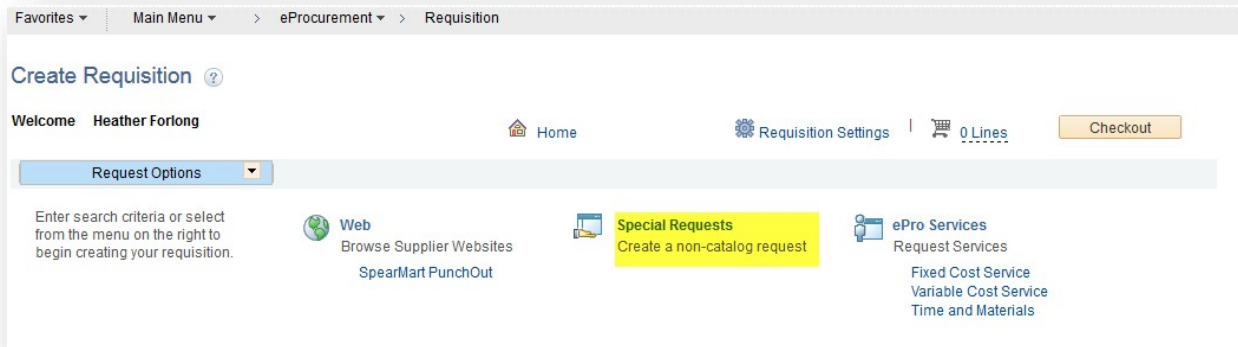 Favorites Main Menu > eProcurement > Requisition
Create Requisition ?
Welcome Heather Forlong
Home
Requisition Settings | 0 Lines
Checkout
Request Options
Enter search criteria or select
from the menu on the right to
begin creating your requisition.
Web
Browse Supplier Websites
SpearMart PunchOut
Special Requests
Create a non-catalog request
ePro Services
Request Services
Fixed Cost Service
Variable Cost Service
Time and Materials